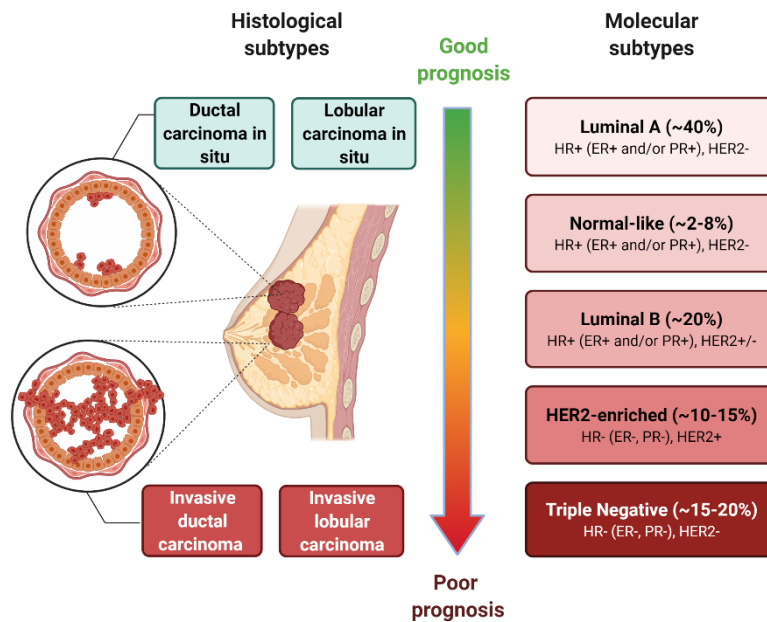 Histological
subtypes
Good
prognosis
Molecular
subtypes
Ductal
carcinoma in
situ
Lobular
carcinoma in
situ
Luminal A (~40%)
HR+ (ER+ and/or PR+), HER2-
Normal-like (~2-8%)
HR+ (ER+ and/or PR+), HER2-
Luminal B (~20%)
HR+ (ER+ and/or PR+), HER2+/-
HER2-enriched (~10-15%)
HR- (ER-, PR-), HER2+
Invasive
ductal
carcinoma
Invasive
lobular
carcinoma
Triple Negative (~15-20%)
HR- (ER-, PR-), HER2-
Poor
prognosis